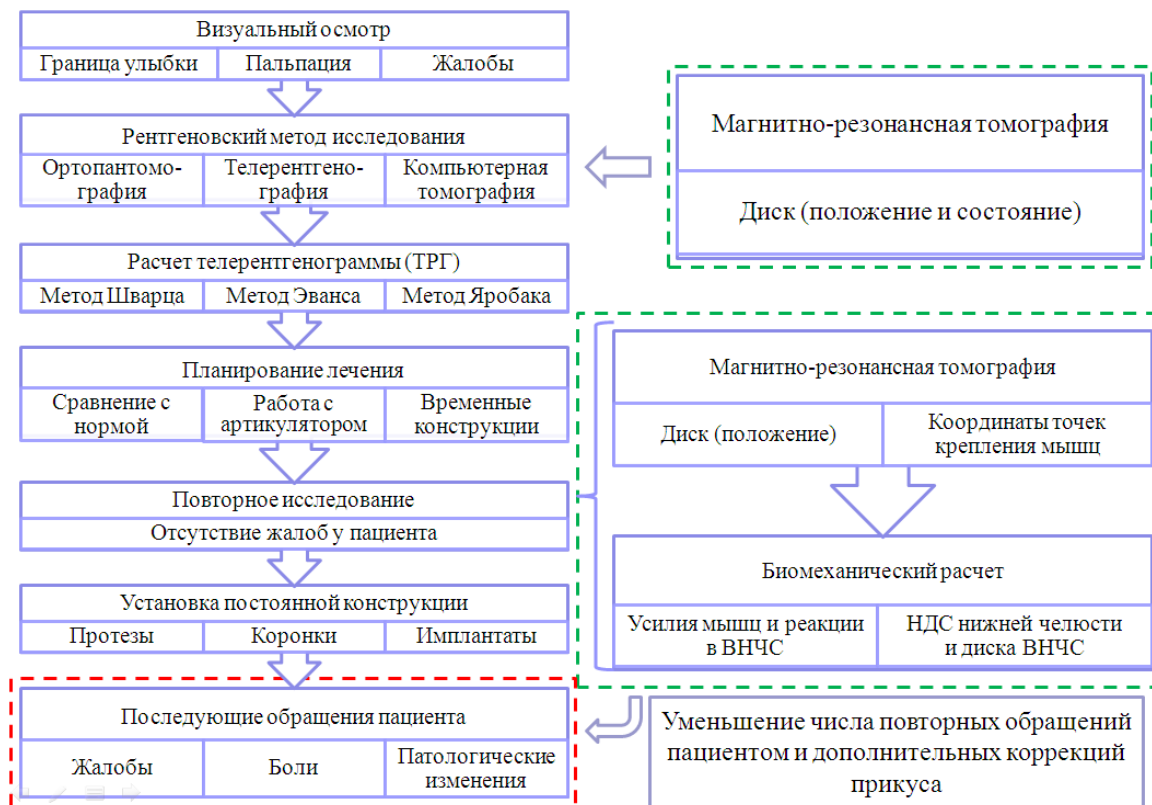 Визуальный осмотр
Граница улыбки
Пальпация
Жалобы
Рентгеновский метод исследования
Ортопантомо-
графия
Телерентгено-
графия
Компьютерная
томография
Расчет телерентгенограммы (ТРГ)
Метод Шварца
Метод Эванса
Метод Яробака
Планирование лечения
Сравнение с
нормой
Работа с
артикулятором
Временные
конструкции
Повторное исследование
Отсутствие жалоб у пациента
Установка постоянной конструкции
Протезы
Коронки
Имплантаты
Последующие обращения пациента
Жалобы
Боли
Патологические
изменения
Магнитно-резонансная томография
Диск (положение и состояние)
Магнитно-резонансная томография
Диск (положение)
Координаты точек
крепления мышц
Биомеханический расчет
Усилия мышц и реакции
в ВНЧС
НДС нижней челюсти
и диска ВНЧС
Уменьшение числа повторных обращений
пациентом и дополнительных коррекций
прикуса